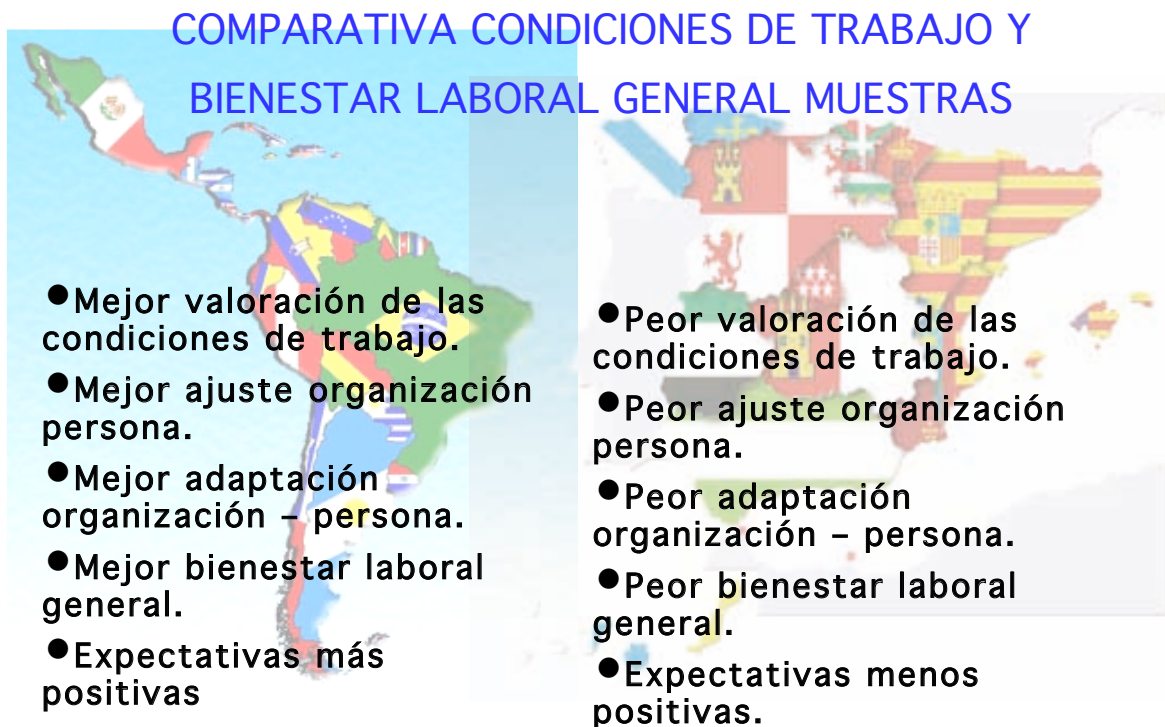 COMPARATIVA CONDICIONES DE TRABAJO Y
BIENESTAR LABORAL GENERAL MUESTRAS
●Mejor valoración de las
condiciones de trabajo.
●Mejor ajuste organización
persona.
●Mejor adaptación
organización – persona.
●Mejor bienestar laboral
general.
●Expectativas más
positivas
●Peor valoración de las
condiciones de trabajo.
●Peor ajuste organización
persona.
●Peor adaptación
organización – persona.
●Peor bienestar laboral
general.
●Expectativas menos
positivas.